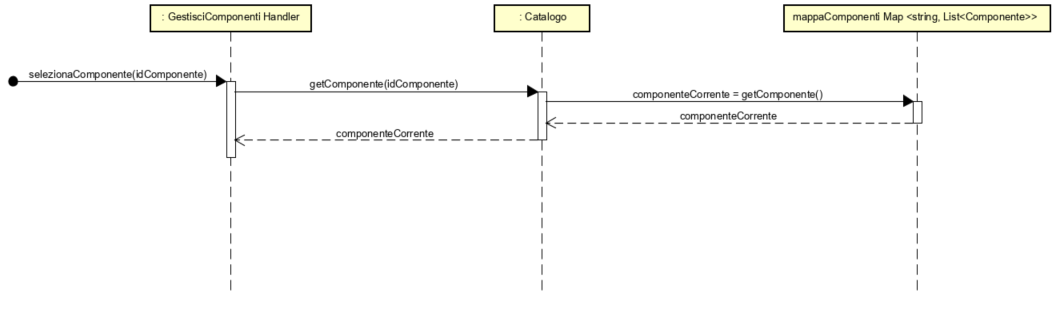 : GestisciComponenti Handler
: Catalogo
mappaComponenti Map <string, List<Componente>>
selezionaComponente(idComponente)
getComponente(idComponente)
componenteCorrente = getComponente()
componenteCorrente
componenteCorrente